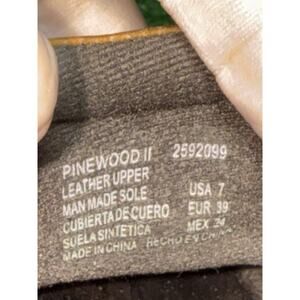 PINEWOOD II 2592099
LEATHER UPPER
MAN MADE SOLE USA 7
CUBIERTA DE CUERO EUR 39
SUELA SINTETICA MEX 24
MADE IN CHINA HECHO EN CHINA